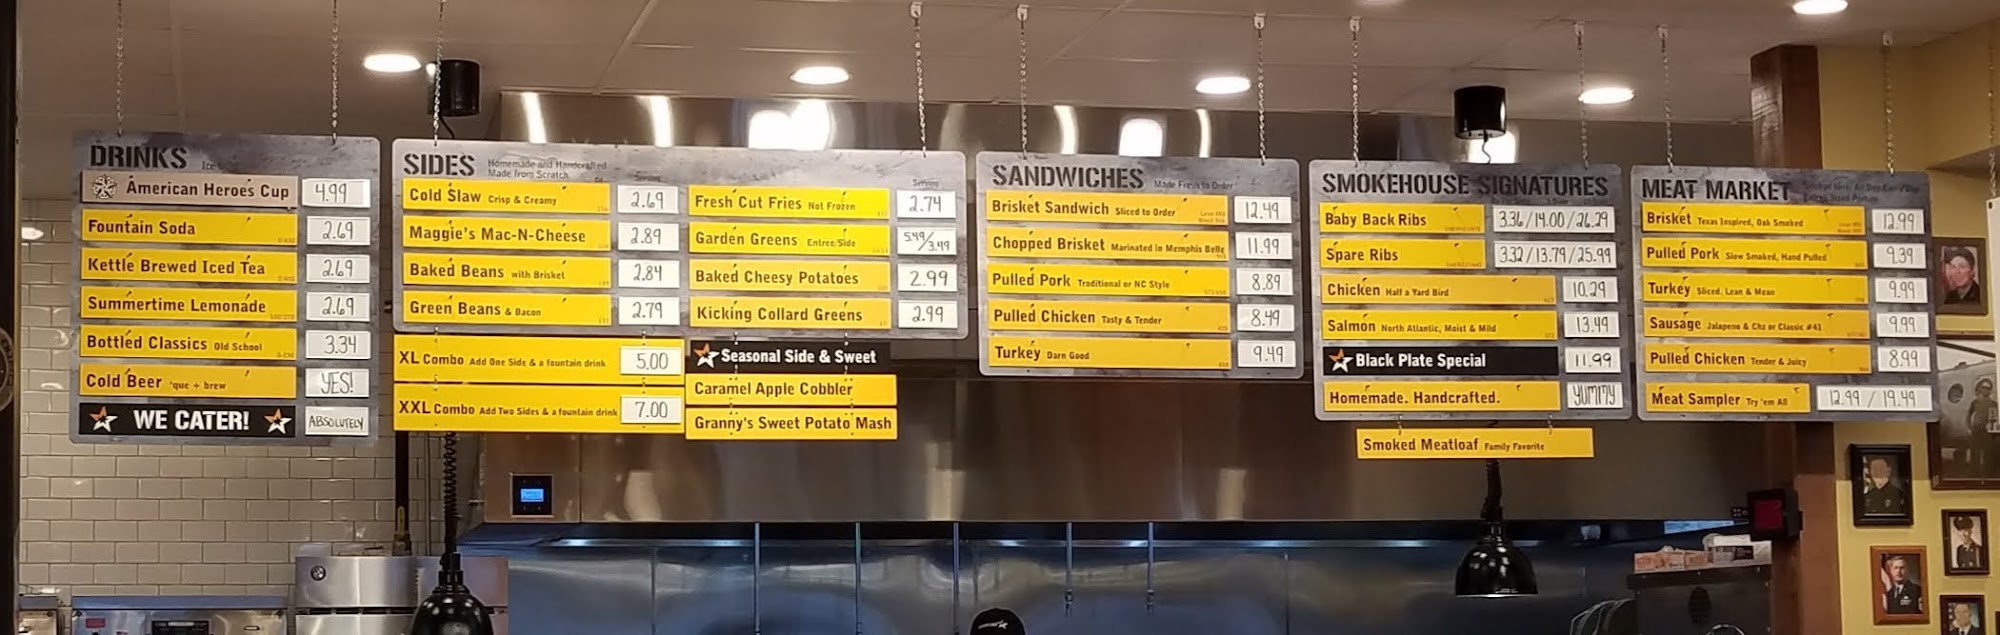 DRINKS
American Heroes Cup 4.99
Fountain Soda 2.69
Kettle Brewed Iced Tea 2.69
Summertime Lemonade 2.69
Bottled Classics Old School 3.34
Cold Beer 'que + brew YES!
WE CATER! ABSOLUTELY
SIDES Homemade and Handcrafted
Made from Scratch Serving
Cold Slaw Crisp & Creamy 2.69
Maggie's Mac-N-Cheese 2.89
Baked Beans with Brisket 2.84
Green Beans & Bacon 2.79
XL Combo Add One Side & a fountain drink 5.00
XXL Combo Add Two Sides & a fountain drink 7.00
Serving
Fresh Cut Fries Not Frozen 2.74
Garden Greens Entree/Side 5.49/3.49
Baked Cheesy Potatoes 2.99
Kicking Collard Greens 2.99
Seasonal Side & Sweet
Caramel Apple Cobbler
Granny's Sweet Potato Mash
SANDWICHES Made Fresh to Order
Brisket Sandwich Sliced to Order 12.49
Chopped Brisket Marinated in Memphis Belle 11.99
Pulled Pork Traditional or NC Style 8.89
Pulled Chicken Tasty & Tender 8.49
Turkey Darn Good 9.49
SMOKEHOUSE SIGNATURES
Baby Back Ribs 3.36/14.00/26.29
Spare Ribs 3.32/13.79/25.99
Chicken Half a Yard Bird 10.29
Salmon North Atlantic, Moist & Mild 13.49
Black Plate Special 11.99
Homemade. Handcrafted. YUMMY
Smoked Meatloaf Family Favorite
MEAT MARKET
Brisket Texas Inspired, Oak Smoked 12.99
Pulled Pork Slow Smoked, Hand Pulled 9.39
Turkey Sliced, Lean & Mean 9.99
Sausage Jalapeno & Chz or Classic #41 9.99
Pulled Chicken Tender & Juicy 8.99
Meat Sampler Try 'em All 12.99 / 19.49